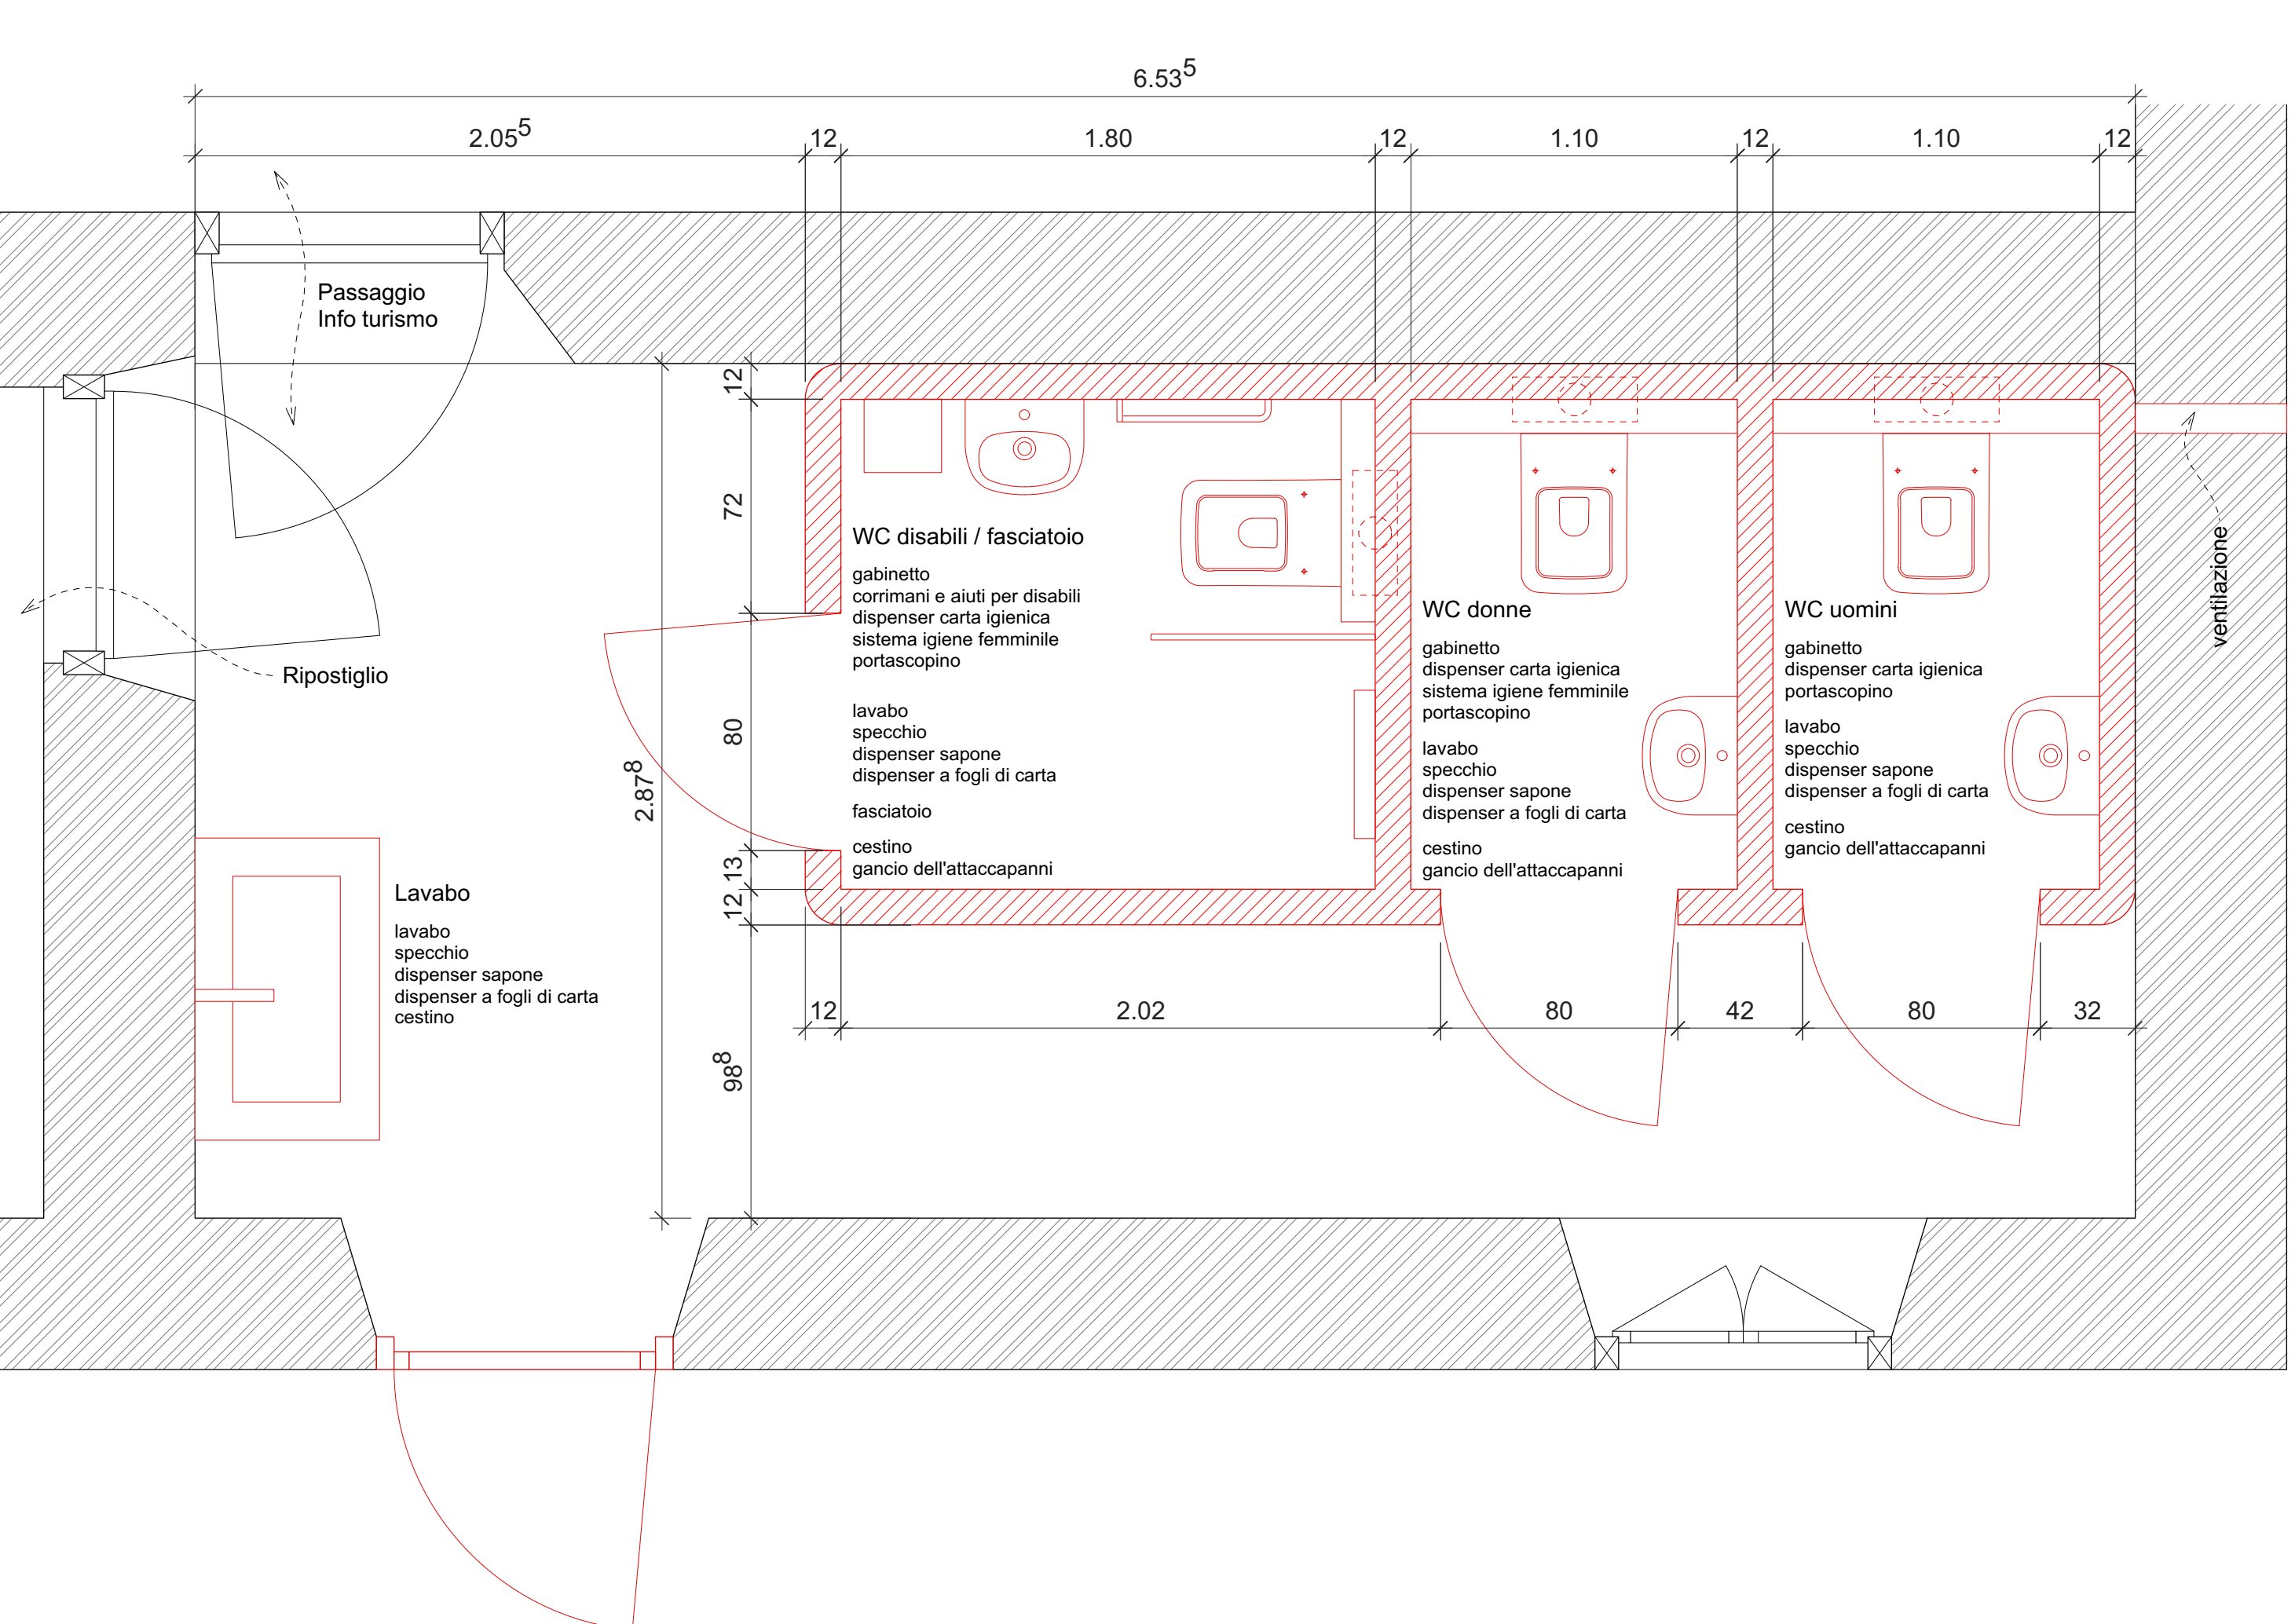 6.53⁵
2.05⁵ 12 1.80 12 1.10 12 1.10 12
Passaggio
Info turismo
Ripostiglio
12
72
80
13
12
98⁸
2.87⁸
WC disabili / fasciatoio
gabinetto
corrimani e aiuti per disabili
dispenser carta igienica
sistema igiene femminile
portascopino
lavabo
specchio
dispenser sapone
dispenser a fogli di carta
fasciatoio
cestino
gancio dell'attaccapanni
WC donne
gabinetto
dispenser carta igienica
sistema igiene femminile
portascopino
lavabo
specchio
dispenser sapone
dispenser a fogli di carta
cestino
gancio dell'attaccapanni
WC uomini
gabinetto
dispenser carta igienica
portascopino
lavabo
specchio
dispenser sapone
dispenser a fogli di carta
cestino
gancio dell'attaccapanni
ventilazione
Lavabo
lavabo
specchio
dispenser sapone
dispenser a fogli di carta
cestino
12 2.02 80 42 80 32